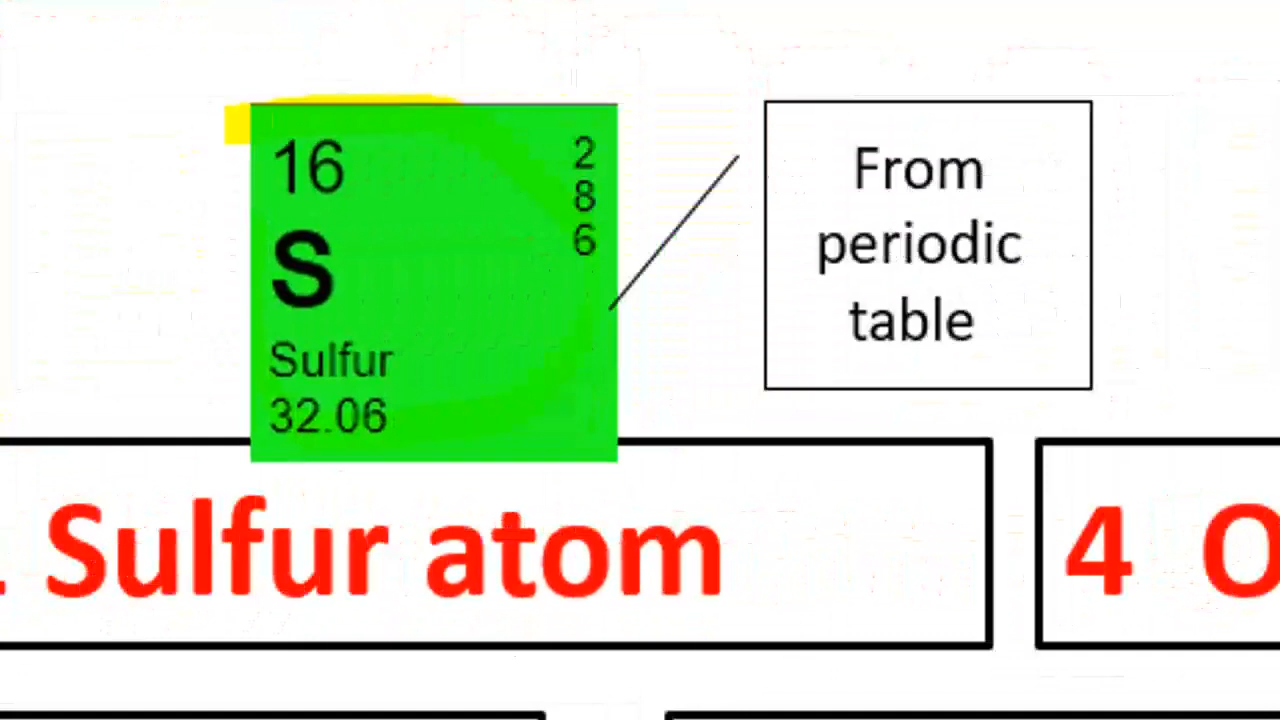 16
2
8
6
S
Sulfur
32.06
From
periodic
table
Sulfur atom
4